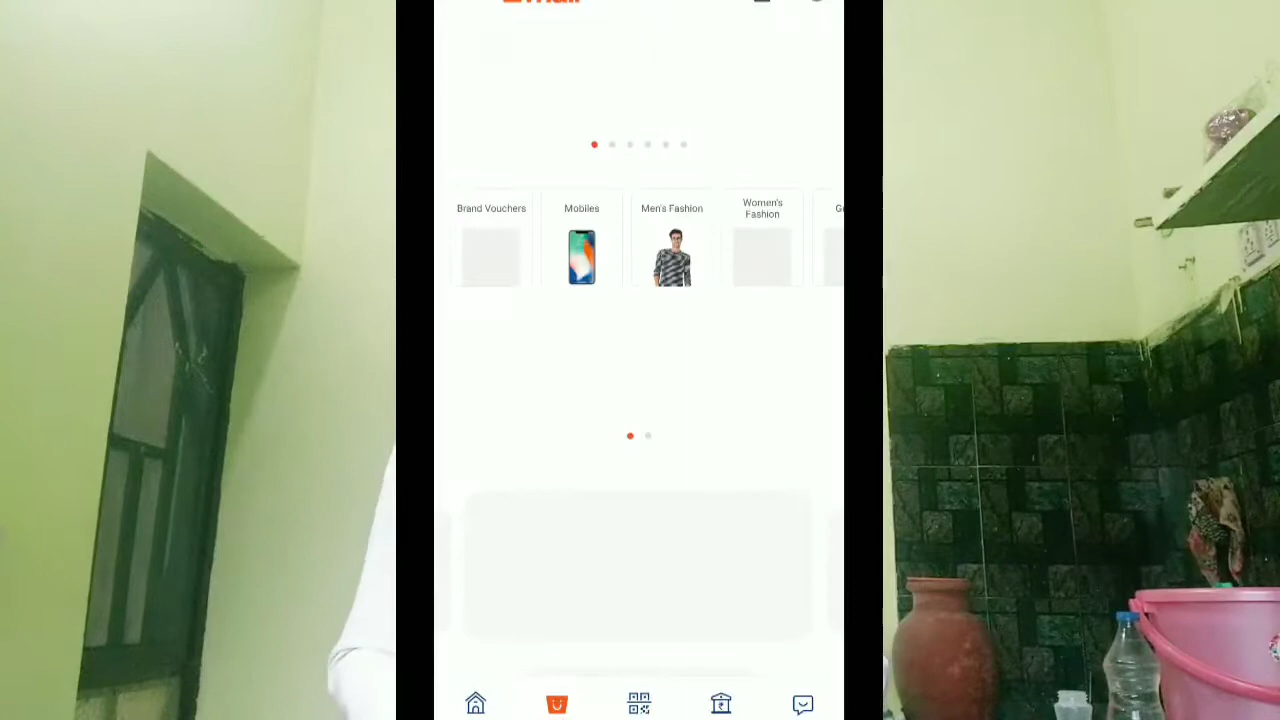 Brand Vouchers
Mobiles
Men's Fashion
Women's
Fashion